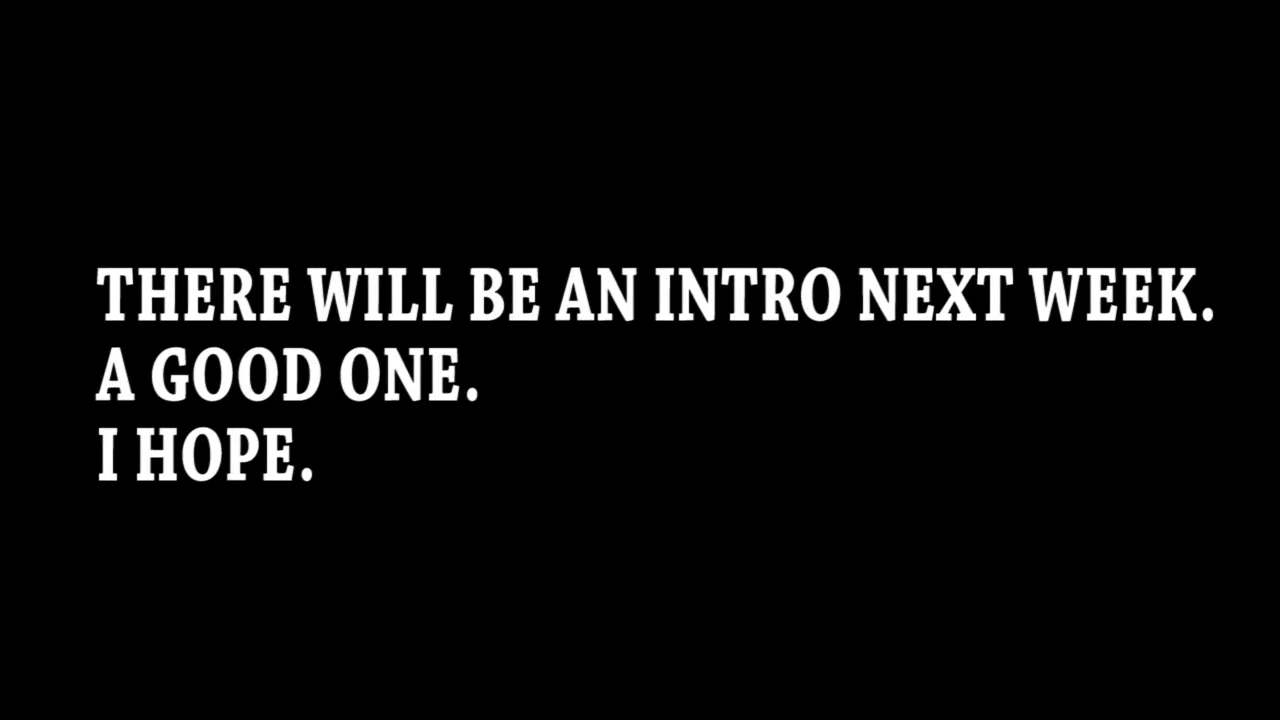 THERE WILL BE AN INTRO NEXT WEEK.
A GOOD ONE.
I HOPE.